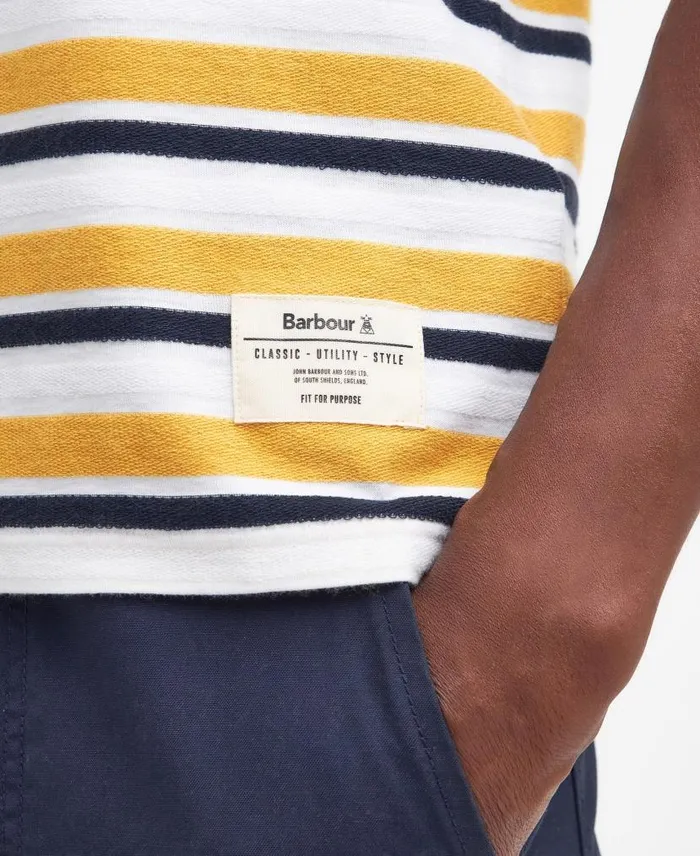 Barbour
CLASSIC - UTILITY - STYLE
JOHN BARBOUR AND SONS LTD.
OF SOUTH SHIELDS, ENGLAND.
FIT FOR PURPOSE